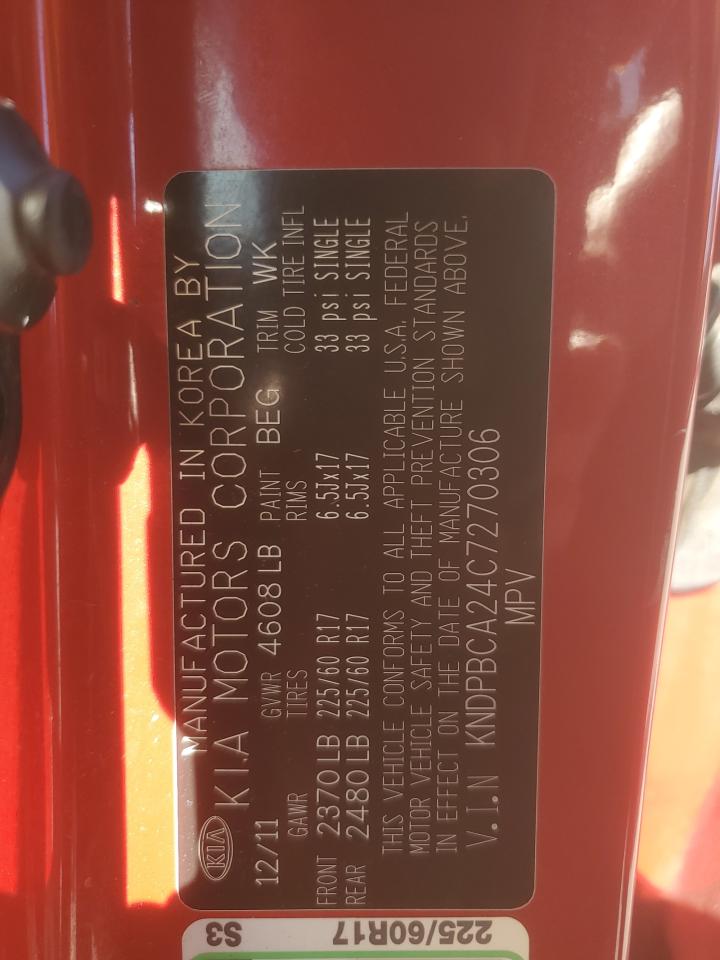 MANUFACTURED IN KOREA BY
KIA KIA MOTORS CORPORATION
12/11 GVWR 4608 LB PAINT BEG TRIM WK
GAWR TIRES RIMS COLD TIRE INFL
FRONT 2370 LB 225/60 R17 6.5Jx17 33 psi SINGLE
REAR 2480 LB 225/60 R17 6.5Jx17 33 psi SINGLE
THIS VEHICLE CONFORMS TO ALL APPLICABLE U.S.A. FEDERAL
MOTOR VEHICLE SAFETY AND THEFT PREVENTION STANDARDS
IN EFFECT ON THE DATE OF MANUFACTURE SHOWN ABOVE.
V.I.N KNDPBCA24C7270306
MPV
225/60R17 S3